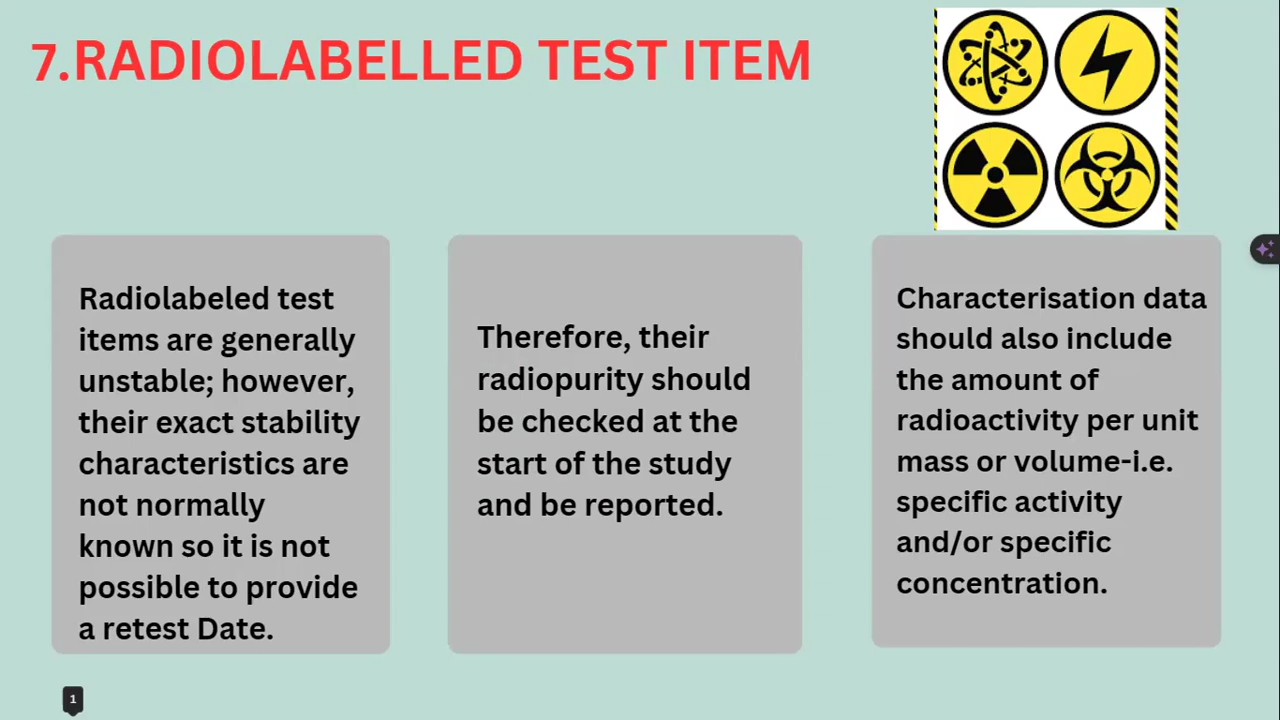 7.RADIOLABELLED TEST ITEM
Radiolabeled test
items are generally
unstable; however,
their exact stability
characteristics are
not normally
known so it is not
possible to provide
a retest Date.
Therefore, their
radiopurity should
be checked at the
start of the study
and be reported.
Characterisation data
should also include
the amount of
radioactivity per unit
mass or volume-i.e.
specific activity
and/or specific
concentration.
1